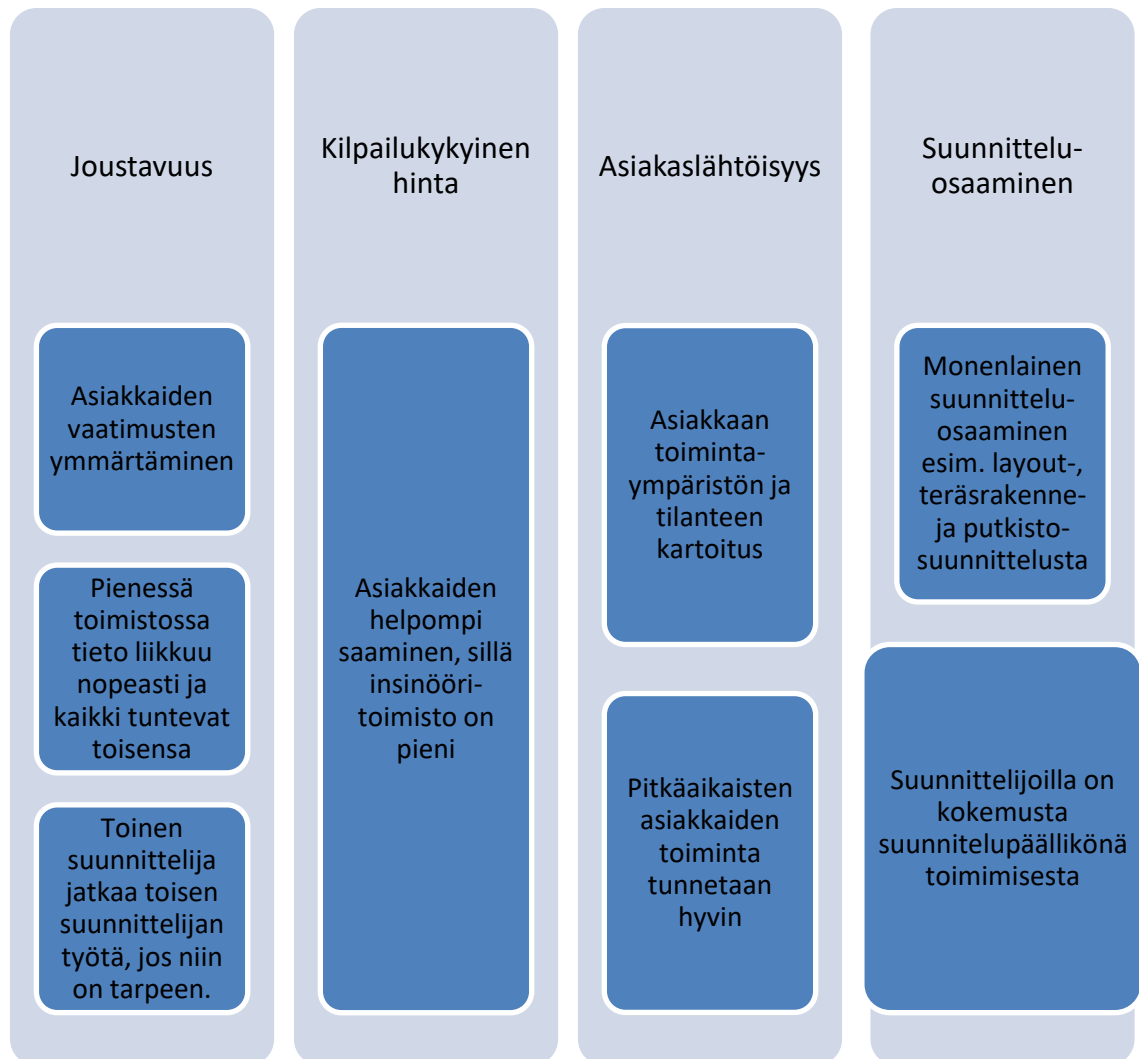 Joustavuus
Asiakkaiden
vaatimusten
ymmärtäminen
Pienessä
toimistossa
tieto liikkuu
nopeasti ja
kaikki tuntevat
toisensa
Toinen
suunnittelija
jatkaa toisen
suunnittelijan
työtä, jos niin
on tarpeen.
Kilpailukykyinen
hinta
Asiakkaiden
helpompi
saaminen, sillä
insinööri-
toimisto on
pieni
Asiakaslähtöisyys
Asiakkaan
toiminta-
ympäristön ja
tilanteen
kartoitus
Pitkäaikaisten
asiakkaiden
toiminta
tunnetaan
hyvin
Suunnittelu-
osaaminen
Monenlainen
suunnittelu-
osaaminen
esim. layout-,
teräsrakenne-
ja putkisto-
suunnittelusta
Suunnittelijoilla on
kokemusta
suunnitelupäällikönä
toimimisesta